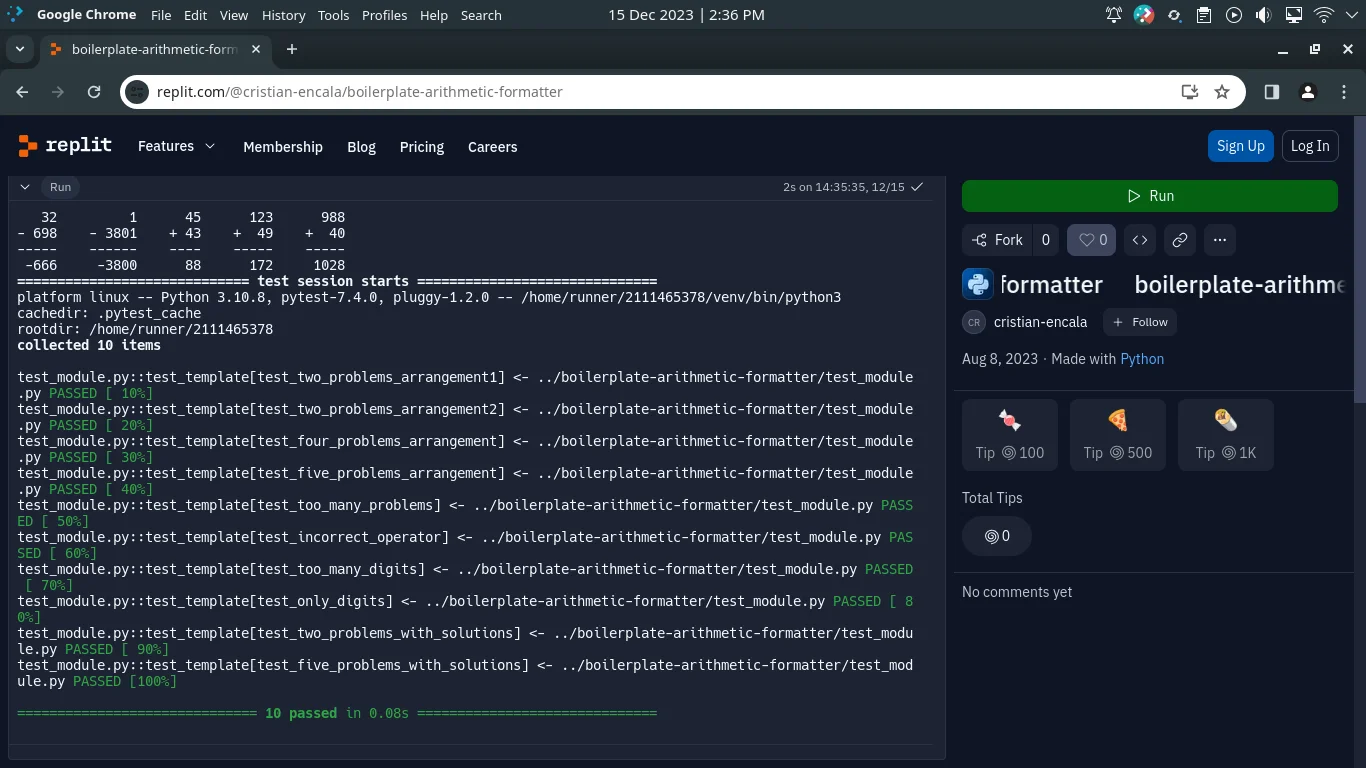 Google Chrome File Edit View History Tools Profiles Help Search 15 Dec 2023 | 2:36 PM
boilerplate-arithmetic-form
replit.com/@cristian-encala/boilerplate-arithmetic-formatter
replit Features Membership Blog Pricing Careers Sign Up Log In
Run 2s on 14:35:35, 12/15
   32         1      45      123      988
- 698    - 3801    + 43    +  49    +  40
-----    ------    ----    -----    -----
 -666     -3800      88      172     1028
============================= test session starts ==============================
platform linux -- Python 3.10.8, pytest-7.4.0, pluggy-1.2.0 -- /home/runner/2111465378/venv/bin/python3
cachedir: .pytest_cache
rootdir: /home/runner/2111465378
collected 10 items
test_module.py::test_template[test_two_problems_arrangement1] <- ../boilerplate-arithmetic-formatter/test_module
.py PASSED [ 10%]
test_module.py::test_template[test_two_problems_arrangement2] <- ../boilerplate-arithmetic-formatter/test_module
.py PASSED [ 20%]
test_module.py::test_template[test_four_problems_arrangement] <- ../boilerplate-arithmetic-formatter/test_module
.py PASSED [ 30%]
test_module.py::test_template[test_five_problems_arrangement] <- ../boilerplate-arithmetic-formatter/test_module
.py PASSED [ 40%]
test_module.py::test_template[test_too_many_problems] <- ../boilerplate-arithmetic-formatter/test_module.py PASS
ED [ 50%]
test_module.py::test_template[test_incorrect_operator] <- ../boilerplate-arithmetic-formatter/test_module.py PAS
SED [ 60%]
test_module.py::test_template[test_too_many_digits] <- ../boilerplate-arithmetic-formatter/test_module.py PASSED
 [ 70%]
test_module.py::test_template[test_only_digits] <- ../boilerplate-arithmetic-formatter/test_module.py PASSED [ 8
0%]
test_module.py::test_template[test_two_problems_with_solutions] <- ../boilerplate-arithmetic-formatter/test_modu
le.py PASSED [ 90%]
test_module.py::test_template[test_five_problems_with_solutions] <- ../boilerplate-arithmetic-formatter/test_mod
ule.py PASSED [100%]
============================== 10 passed in 0.08s ==============================
Run
Fork 0 0
formatter boilerplate-arithme
CR cristian-encala + Follow
Aug 8, 2023 · Made with Python
Tip 100 Tip 500 Tip 1K
Total Tips
0
No comments yet